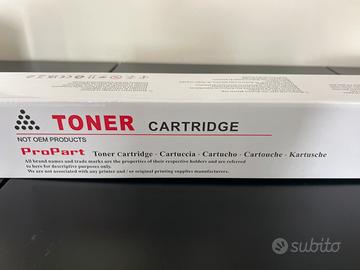 TONER CARTRIDGE
NOT OEM PRODUCTS
ProPart Toner Cartridge - Cartuccia - Cartucho - Cartouche - Kartusche
All brand names and trade marks are the properties of their respective holders and are referred
to here for descriptive purposes only.
We are not associated with any printer and / or original printing supplies manufacturers.
subito